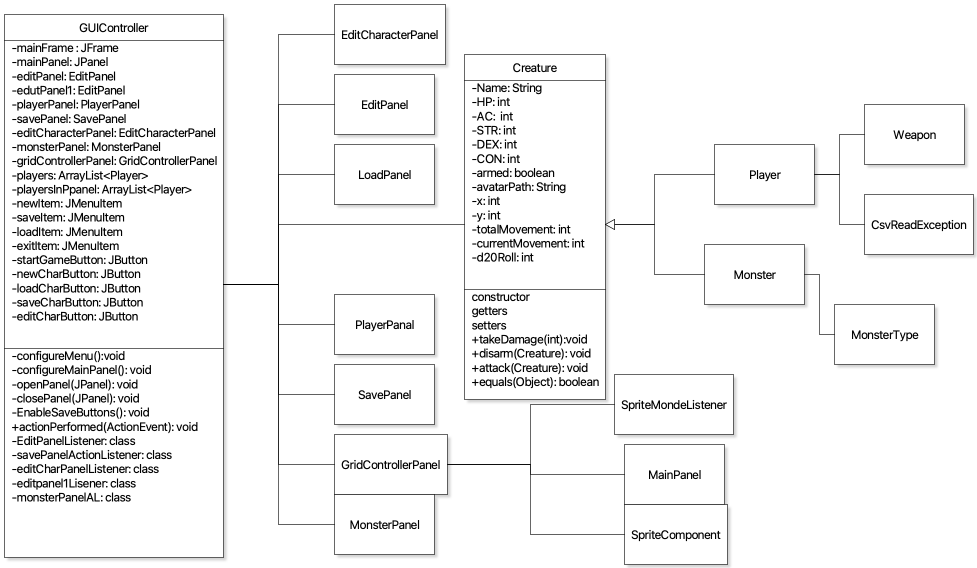 GUIController
-mainFrame : JFrame
-mainPanel: JPanel
-editPanel: EditPanel
-edutPanel1: EditPanel
-playerPanel: PlayerPanel
-savePanel: SavePanel
-editCharacterPanel: EditCharacterPanel
-monsterPanel: MonsterPanel
-gridControllerPanel: GridControllerPanel
-players: ArrayList<Player>
-playersInPpanel: ArrayList<Player>
-newItem: JMenuItem
-saveItem: JMenuItem
-loadItem: JMenuItem
-exitItem: JMenuItem
-startGameButton: JButton
-newCharButton: JButton
-loadCharButton: JButton
-saveCharButton: JButton
-editCharButton: JButton
-configureMenu():void
-configureMainPanel(): void
-openPanel(JPanel): void
-closePanel(JPanel): void
-EnableSaveButtons(): void
+actionPerformed(ActionEvent): void
-EditPanelListener: class
-savePanelActionListener: class
-editCharPanelListener: class
-editpanel1Lisener: class
-monsterPanelAL: class
EditCharacterPanel
EditPanel
LoadPanel
PlayerPanal
SavePanel
GridControllerPanel
MonsterPanel
Creature
-Name: String
-HP: int
-AC:  int
-STR: int
-DEX: int
-CON: int
-armed: boolean
-avatarPath: String
-x: int
-y: int
-totalMovement: int
-currentMovement: int
-d20Roll: int
constructor
getters
setters
+takeDamage(int):void
+disarm(Creature): void
+attack(Creature): void
+equals(Object): boolean
SpriteMondeListener
MainPanel
SpriteComponent
Player
Monster
Weapon
CsvReadException
MonsterType